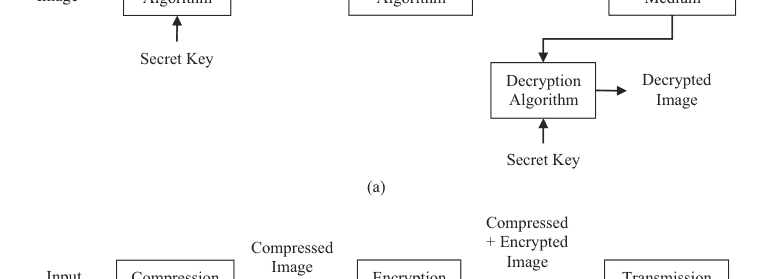 Image
Algorithm
Algorithm
Medium
Secret Key
Decryption
Algorithm
Decrypted
Image
Secret Key
(a)
Compressed
+ Encrypted
Image
Compressed
Image
Input
Compression
Encryption
Transmission